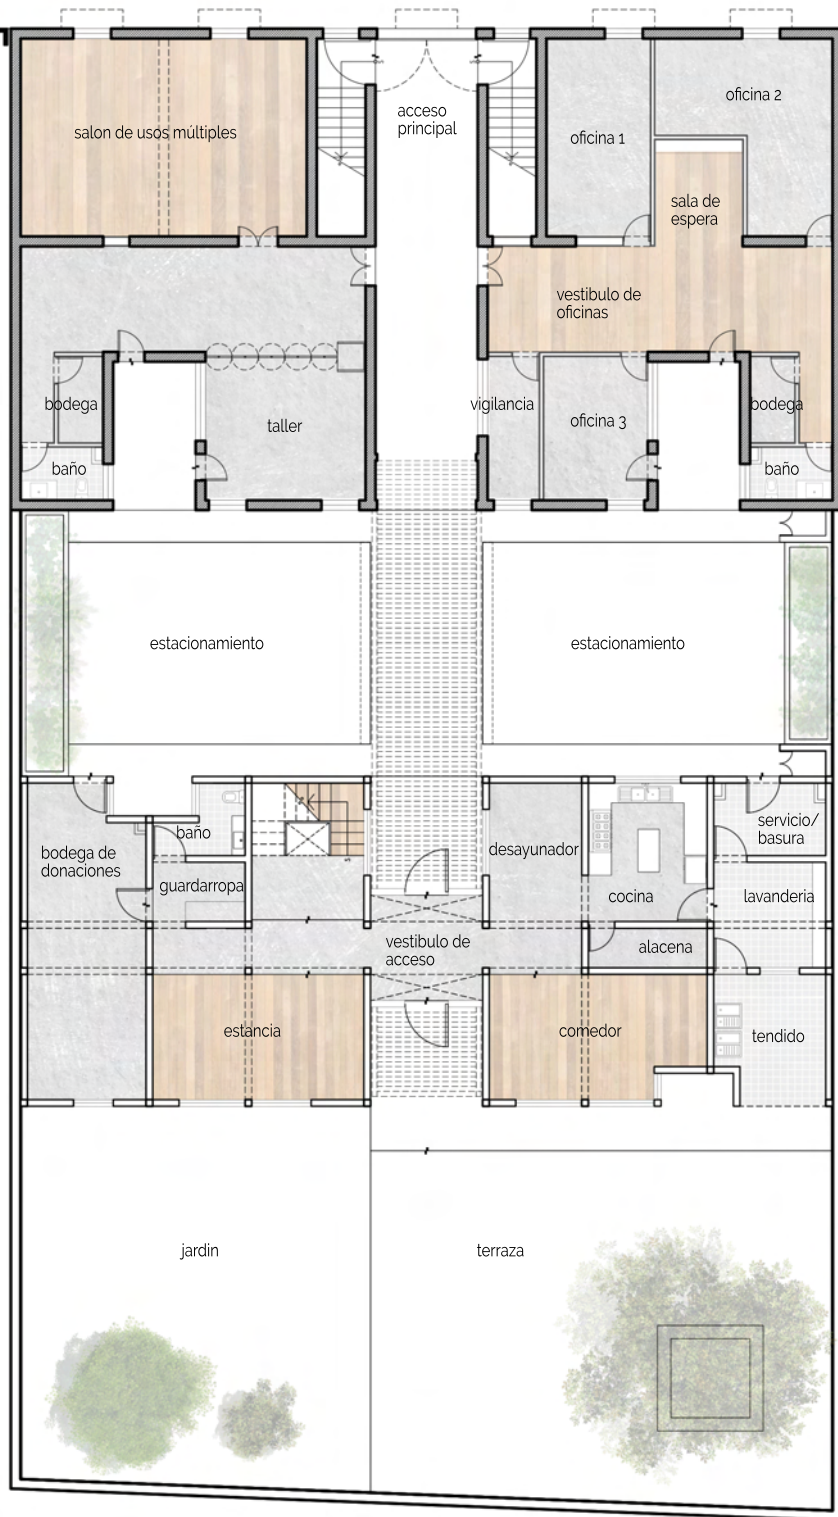 acceso
principal
oficina 2
salon de usos múltiples
oficina 1
sala de
espera
vestibulo de
oficinas
bodega
vigilancia
bodega
taller
oficina 3
baño
baño
estacionamiento
estacionamiento
baño
servicio/
basura
bodega de
donaciones
desayunador
guardarropa
cocina
lavanderia
vestibulo de
acceso
alacena
estancia
comedor
tendido
jardin
terraza